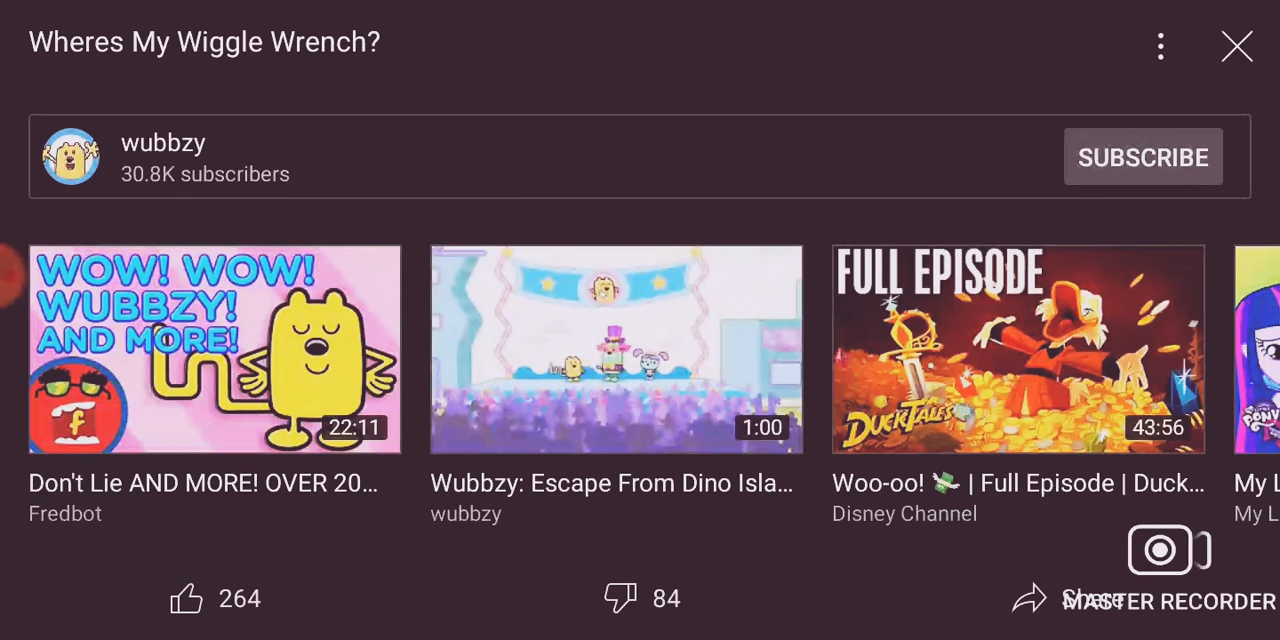 Wheres My Wiggle Wrench?
wubbzy
30.8K subscribers
SUBSCRIBE
WOW! WOW!
WUBBZY!
AND MORE!
f
22:11
1:00
FULL EPISODE
DUCKTALES
43:56
PONY
Don't Lie AND MORE! OVER 20...
Fredbot
Wubbzy: Escape From Dino Isla...
wubbzy
Woo-oo! 💸 | Full Episode | Duck...
Disney Channel
My L
My L
264
84
Share
MASTER RECORDER